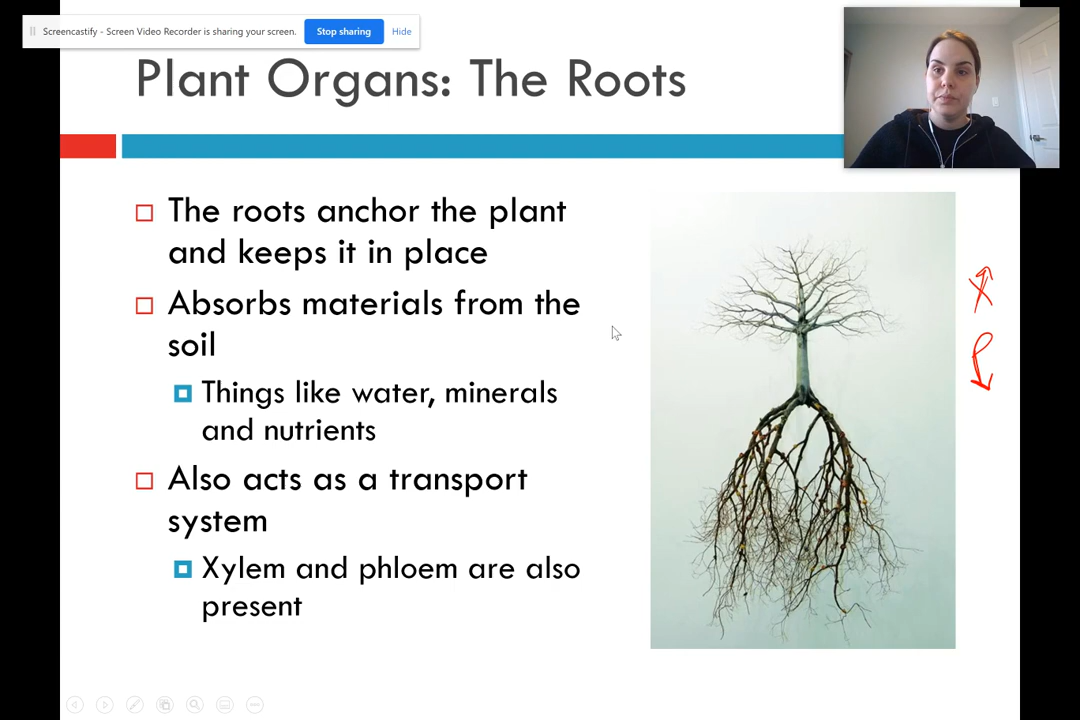 Screencastify - Screen Video Recorder is sharing your screen.
Stop sharing
Hide
Plant Organs: The Roots
The roots anchor the plant
and keeps it in place
Absorbs materials from the
soil
Things like water, minerals
and nutrients
Also acts as a transport
system
Xylem and phloem are also
present
X
P